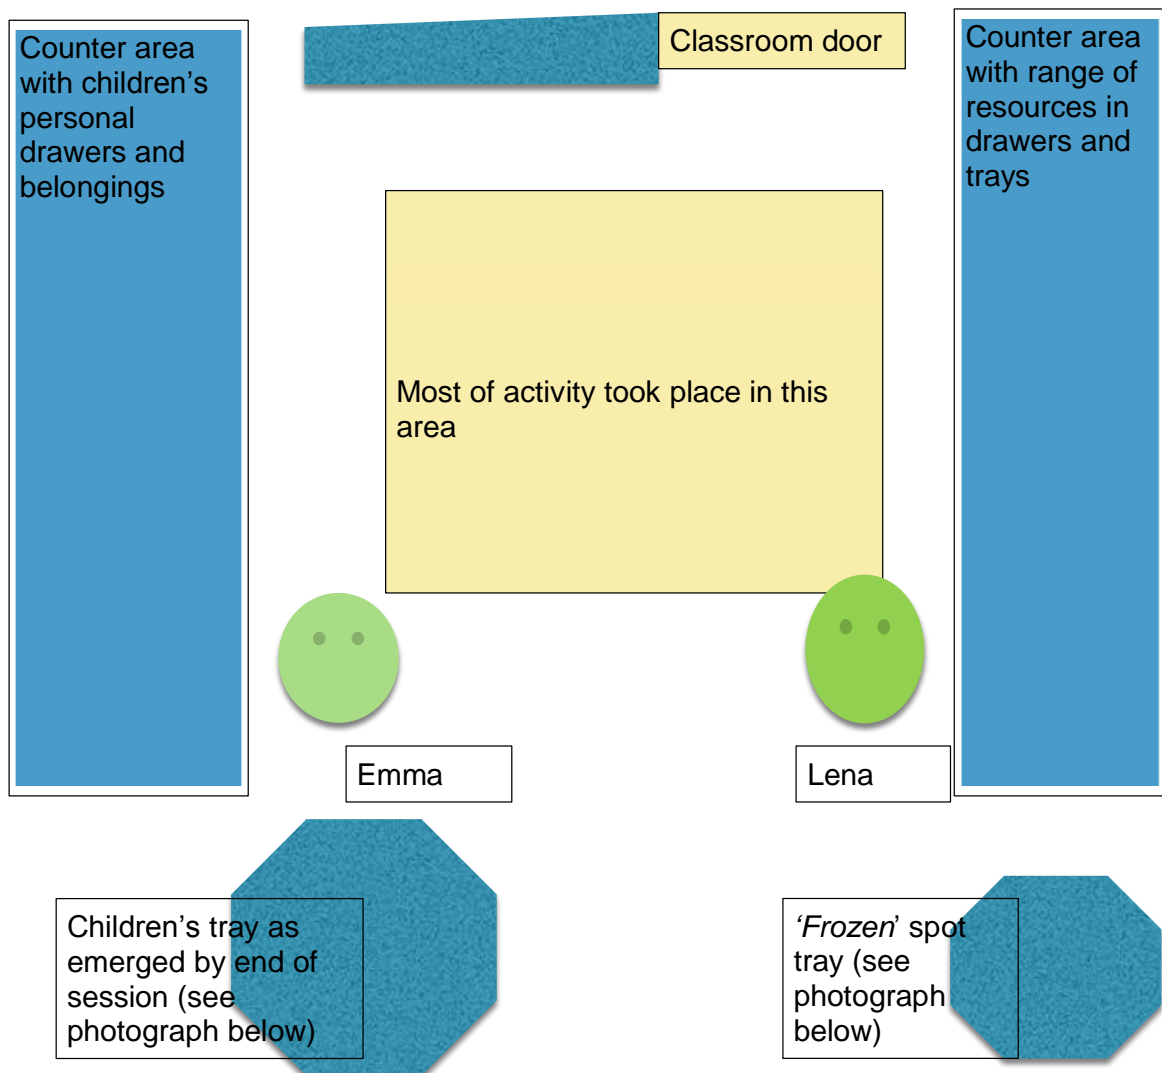 Counter area
with children’s
personal
drawers and
belongings
Classroom door
Counter area
with range of
resources in
drawers and
trays
Most of activity took place in this
area
Emma
Lena
Children’s tray as
emerged by end of
session (see
photograph below)
‘Frozen’ spot
tray (see
photograph
below)